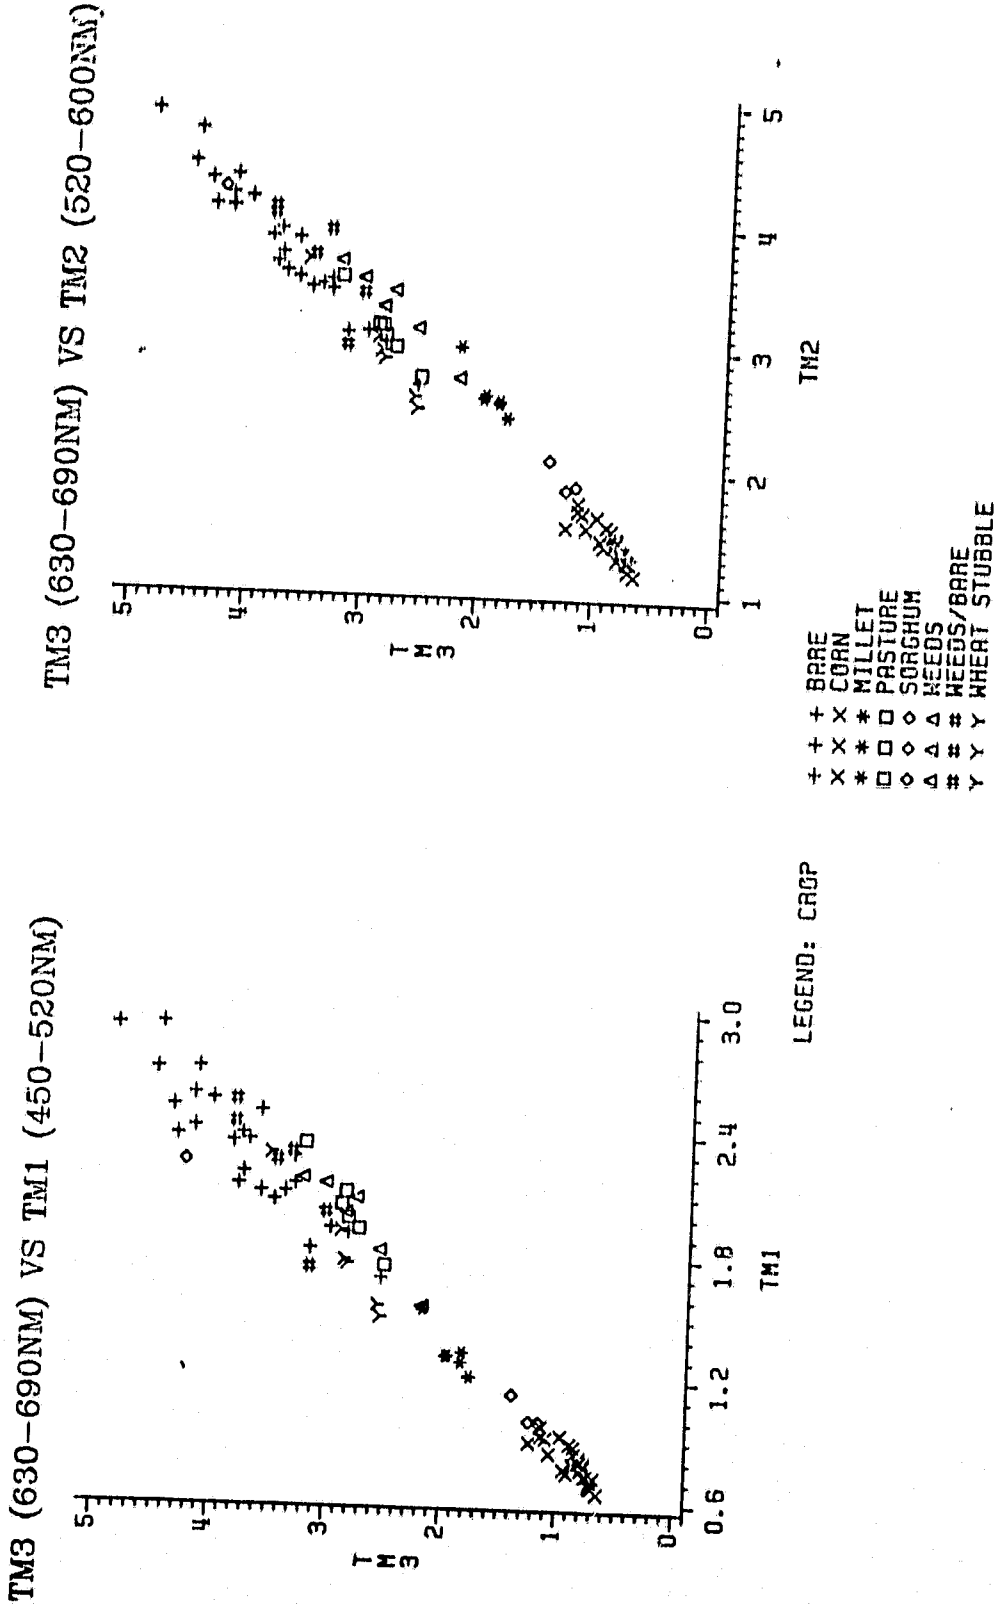 TM3 (630-690NM) VS TM1 (450-520NM)
5
4
3
2
1
0
TM3
0.6
1.2
1.8
2.4
3.0
TM1
TM3 (630-690NM) VS TM2 (520-600NM)
5
4
3
2
1
0
TM3
1
2
3
4
5
TM2
LEGEND: CROP
+ + + BARE
X X X CORN
* * * MILLET
□ □ □ PASTURE
◇ ◇ ◇ SORGHUM
Δ Δ Δ WEEDS
# # # WEEDS/BARE
Y Y Y WHEAT STUBBLE